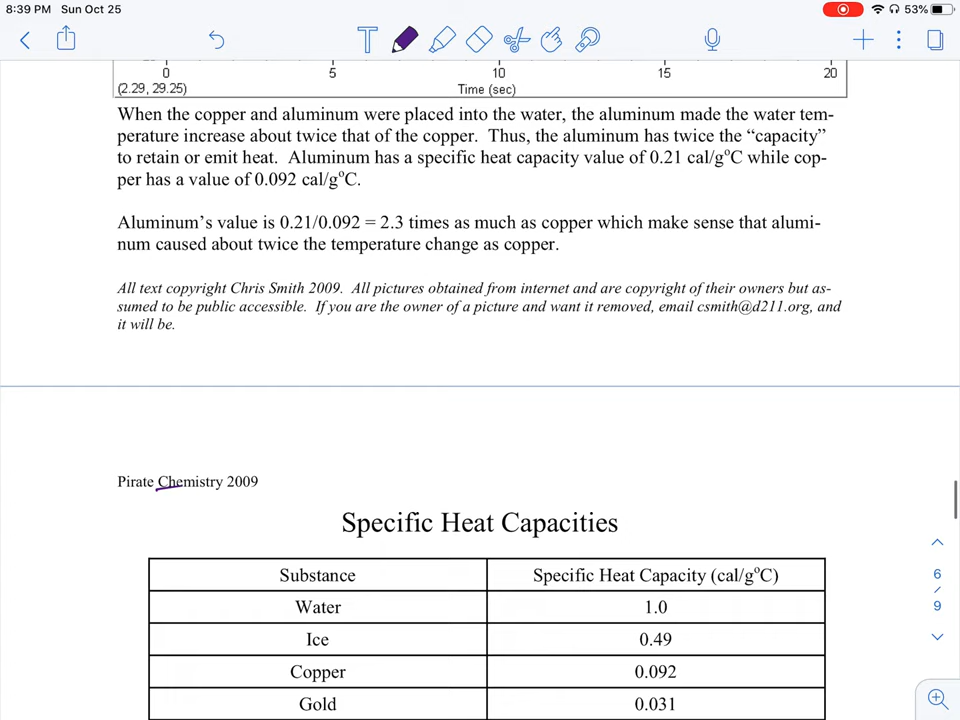 8:39 PM Sun Oct 25 53%
T
0 5 10 15 20
(2.29, 29.25) Time (sec)
When the copper and aluminum were placed into the water, the aluminum made the water tem-
perature increase about twice that of the copper. Thus, the aluminum has twice the “capacity”
to retain or emit heat. Aluminum has a specific heat capacity value of 0.21 cal/g°C while cop-
per has a value of 0.092 cal/g°C.
Aluminum’s value is 0.21/0.092 = 2.3 times as much as copper which make sense that alumi-
num caused about twice the temperature change as copper.
All text copyright Chris Smith 2009. All pictures obtained from internet and are copyright of their owners but as-
sumed to be public accessible. If you are the owner of a picture and want it removed, email csmith@d211.org, and
it will be.
Pirate Chemistry 2009
Specific Heat Capacities
Substance Specific Heat Capacity (cal/g°C)
Water 1.0
Ice 0.49
Copper 0.092
Gold 0.031
6
/
9